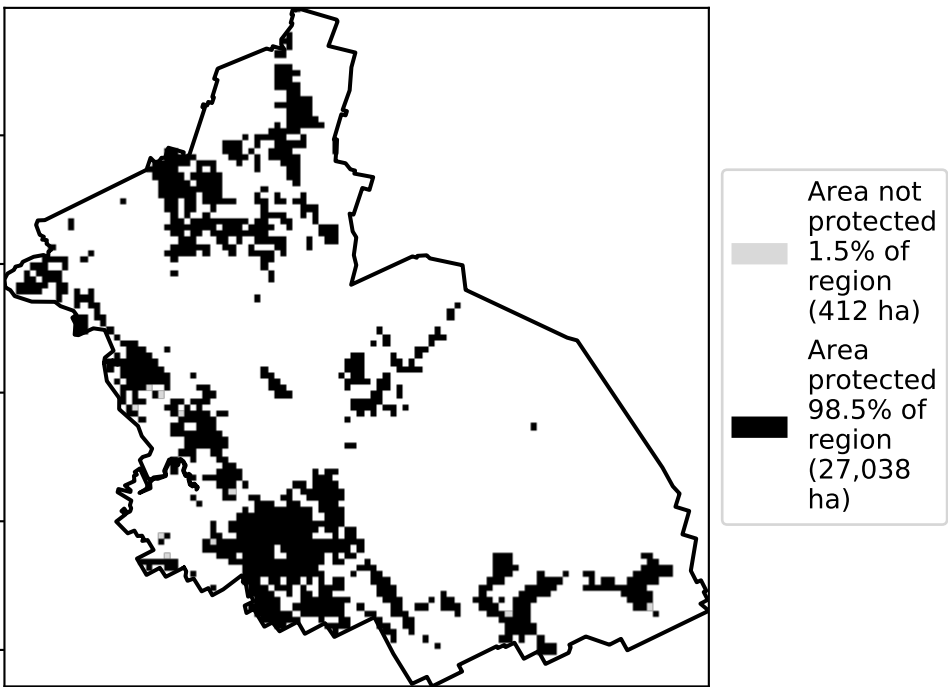 Area not
protected
1.5% of
region
(412 ha)
Area
protected
98.5% of
region
(27,038
ha)